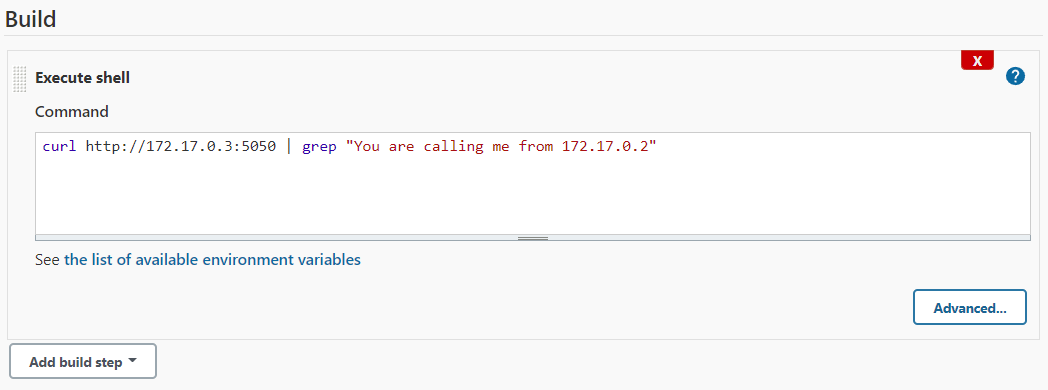 Build
X
?
Execute shell
Command
curl http://172.17.0.3:5050 | grep "You are calling me from 172.17.0.2"
See the list of available environment variables
Advanced...
Add build step